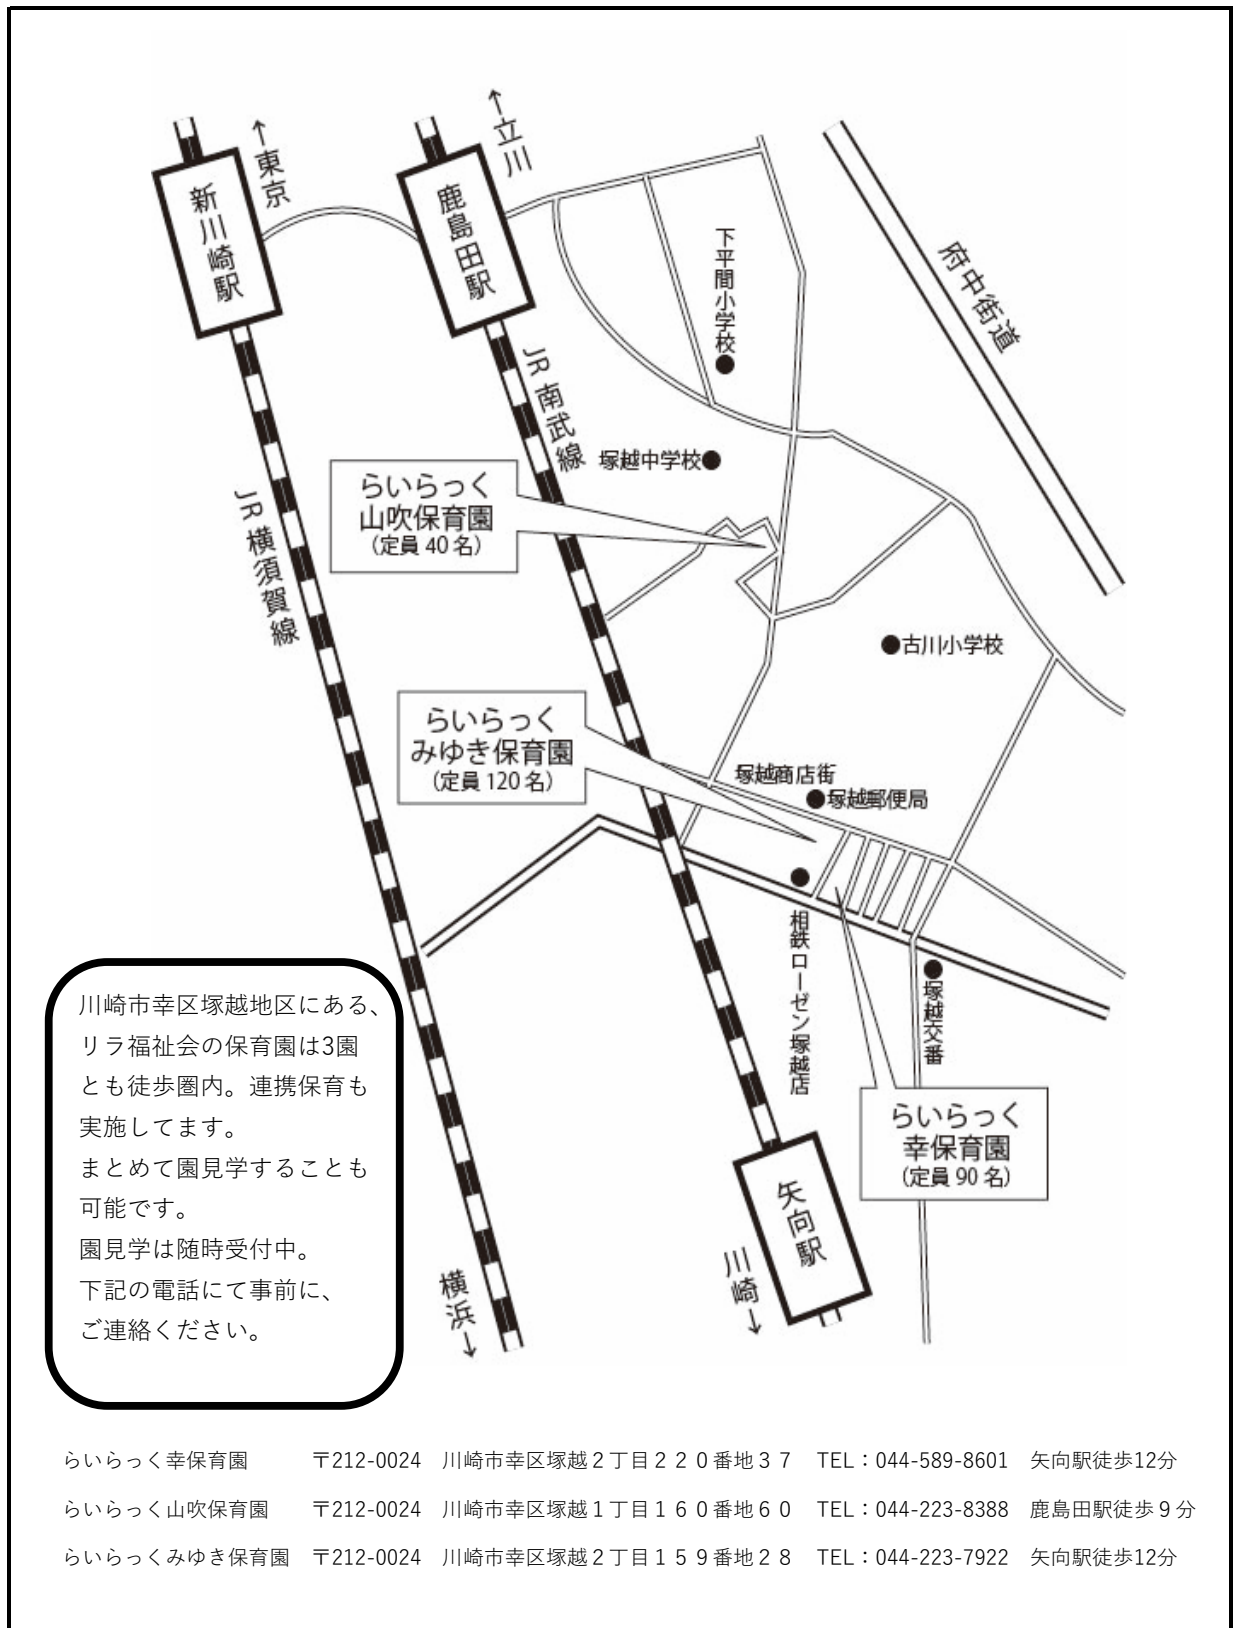 ←東京
←立川
新川崎駅
鹿島田駅
下平間小学校
府中街道
JR 南武線
塚越中学校
らいらっく
山吹保育園
(定員 40 名)
JR 横須賀線
古川小学校
らいらっく
みゆき保育園
(定員 120 名)
塚越商店街
塚越郵便局
相鉄ローゼン塚越店
塚越交番
川崎市幸区塚越地区にある、
リラ福祉会の保育園は3園
とも徒歩圏内。連携保育も
実施してます。
まとめて園見学することも
可能です。
園見学は随時受付中。
下記の電話にて事前に、
ご連絡ください。
らいらっく
幸保育園
(定員 90 名)
矢向駅
川崎→
横浜→
らいらっく幸保育園 〒212-0024 川崎市幸区塚越2丁目220番地37 TEL：044-589-8601 矢向駅徒歩12分
らいらっく山吹保育園 〒212-0024 川崎市幸区塚越1丁目160番地60 TEL：044-223-8388 鹿島田駅徒歩9分
らいらっくみゆき保育園 〒212-0024 川崎市幸区塚越2丁目159番地28 TEL：044-223-7922 矢向駅徒歩12分